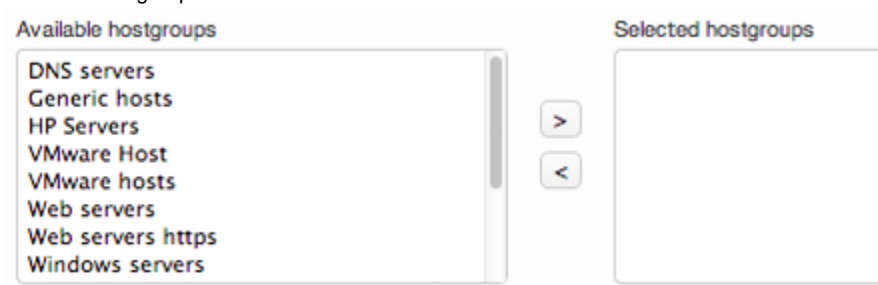 Available hostgroups
Selected hostgroups
DNS servers
Generic hosts
HP Servers
VMware Host
VMware hosts
Web servers
Web servers https
Windows servers
>
<